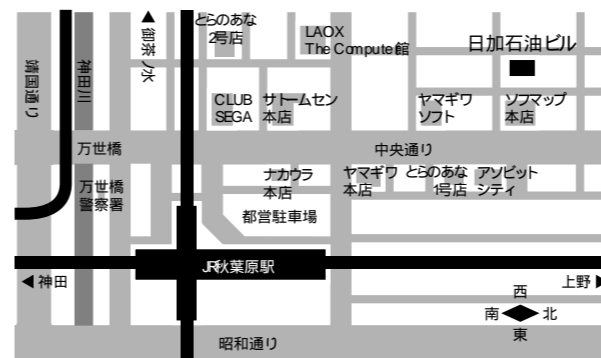 とらのあな
2号店
▲御茶ノ水
LAOX
The Compute館
日加石油ビル
靖国通り
神田川
CLUB
SEGA
サトームセン
本店
ヤマギワ
ソフト
ソフマップ
本店
万世橋
中央通り
万世橋
警察署
ナカウラ
本店
ヤマギワ
本店
とらのあな
1号店
アソビット
シティ
都営駐車場
JR秋葉原駅
◀神田
上野▶
西
南
北
東
昭和通り